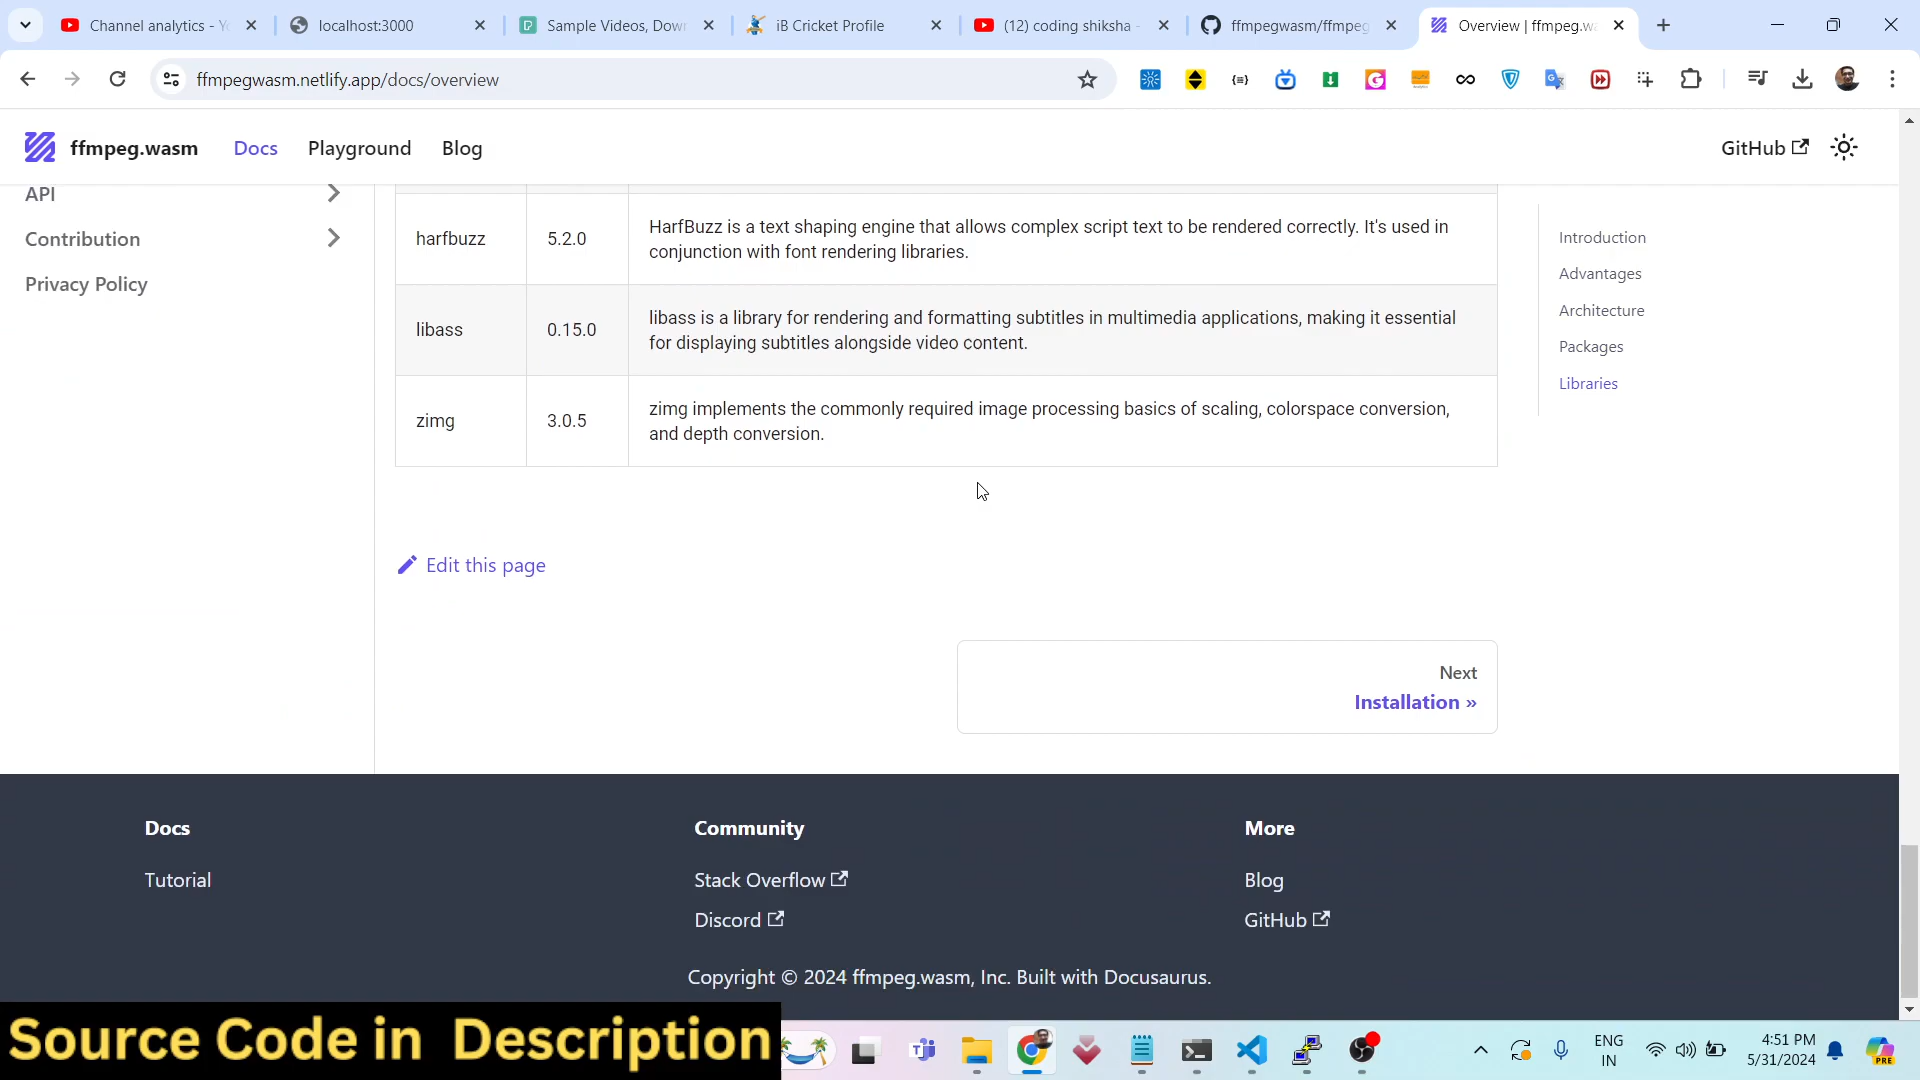 Channel analytics - Y
localhost:3000
Sample Videos, Dow
iB Cricket Profile
(12) coding shiksha -
ffmpegwasm/ffmpeg
Overview | ffmpeg.wa
ffmpegwasm.netlify.app/docs/overview
ffmpeg.wasm
Docs
Playground
Blog
GitHub
API
Contribution
Privacy Policy
harfbuzz
5.2.0
HarfBuzz is a text shaping engine that allows complex script text to be rendered correctly. It's used in
conjunction with font rendering libraries.
libass
0.15.0
libass is a library for rendering and formatting subtitles in multimedia applications, making it essential
for displaying subtitles alongside video content.
zimg
3.0.5
zimg implements the commonly required image processing basics of scaling, colorspace conversion,
and depth conversion.
Introduction
Advantages
Architecture
Packages
Libraries
Edit this page
Next
Installation »
Docs
Tutorial
Community
Stack Overflow
Discord
More
Blog
GitHub
Copyright © 2024 ffmpeg.wasm, Inc. Built with Docusaurus.
Source Code in Description
ENG
IN
4:51 PM
5/31/2024
PRE